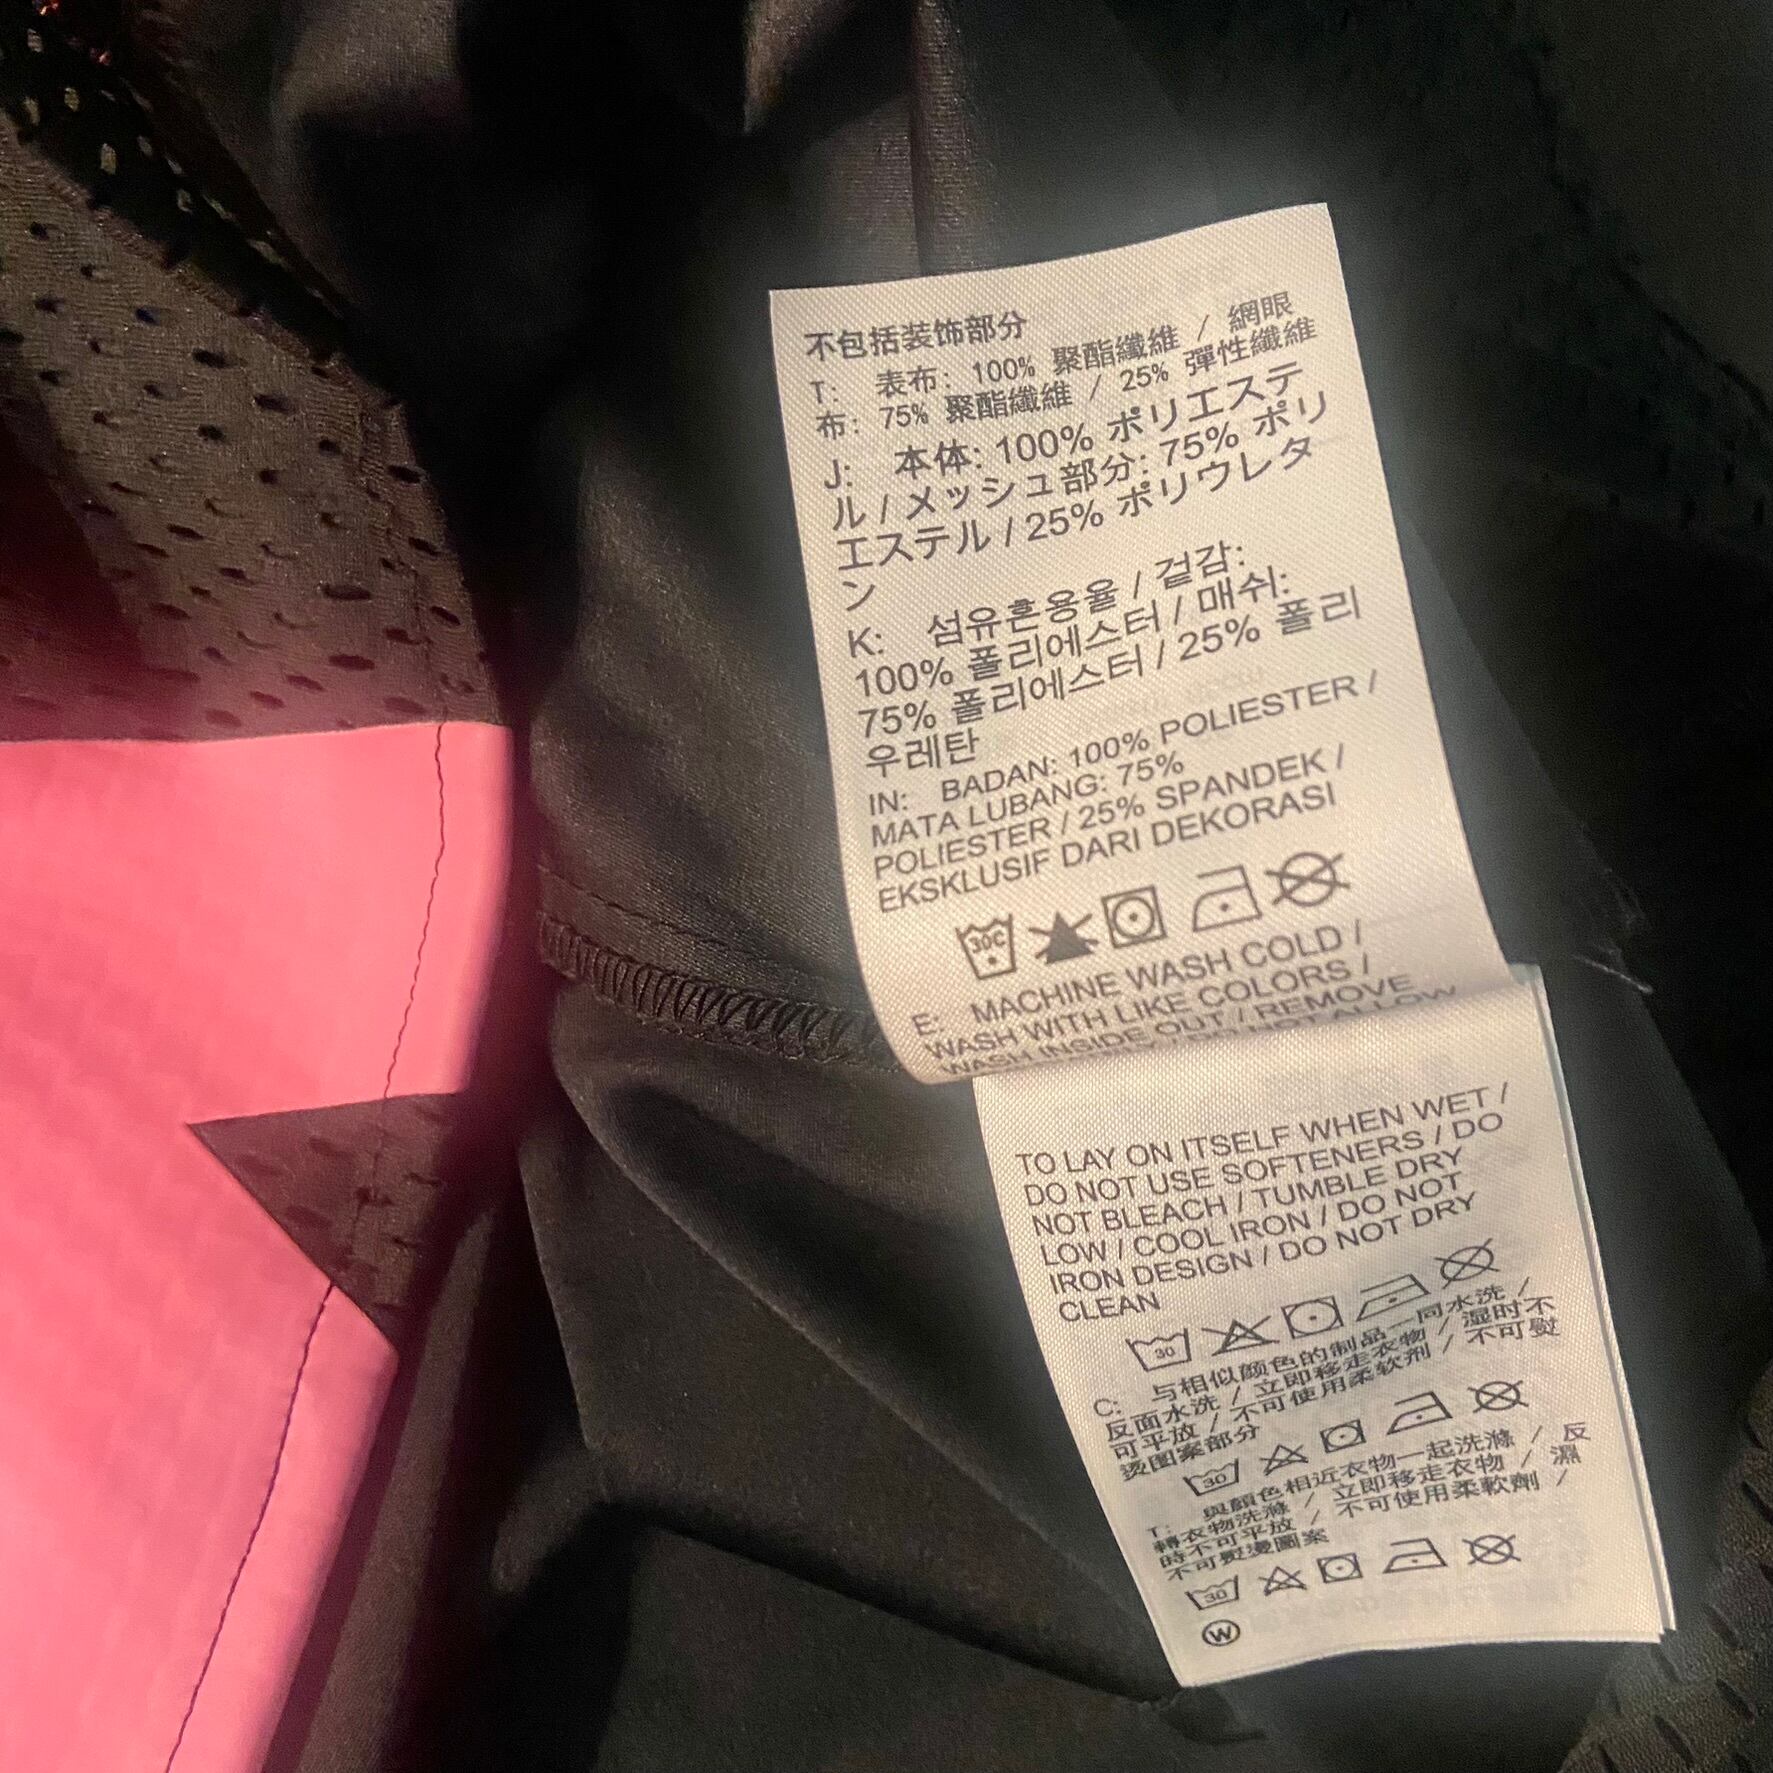 不包括装饰部分
T: 表布: 100% 聚酯纖維 / 網眼
布: 75% 聚酯纖維 / 25% 彈性纖維
J: 本体: 100% ポリエステ
ル / メッシュ部分: 75% ポリ
エステル / 25% ポリウレタ
ン
K: 섬유혼용율 / 겉감:
100% 폴리에스터 / 매쉬:
75% 폴리에스터 / 25% 폴리
우레탄
IN: BADAN: 100% POLIESTER /
MATA LUBANG: 75%
POLIESTER / 25% SPANDEK /
EKSKLUSIF DARI DEKORASI
30C
E: MACHINE WASH COLD /
WASH WITH LIKE COLORS /
WASH INSIDE OUT / REMOVE
/ DO NOT ALLOW
TO LAY ON ITSELF WHEN WET /
DO NOT USE SOFTENERS / DO
NOT BLEACH / TUMBLE DRY
LOW / COOL IRON / DO NOT
IRON DESIGN / DO NOT DRY
CLEAN
30
C: 与相似颜色的制品一同水洗 /
反面水洗 / 立即移走衣物 / 湿时不
可平放 / 不可使用柔软剂 / 不可熨
烫图案部分
30
T: 與顏色相近衣物一起洗滌 / 反
轉衣物洗滌 / 立即移走衣物 / 濕
時不可平放 / 不可使用柔軟劑 /
不可熨燙圖案
30
W